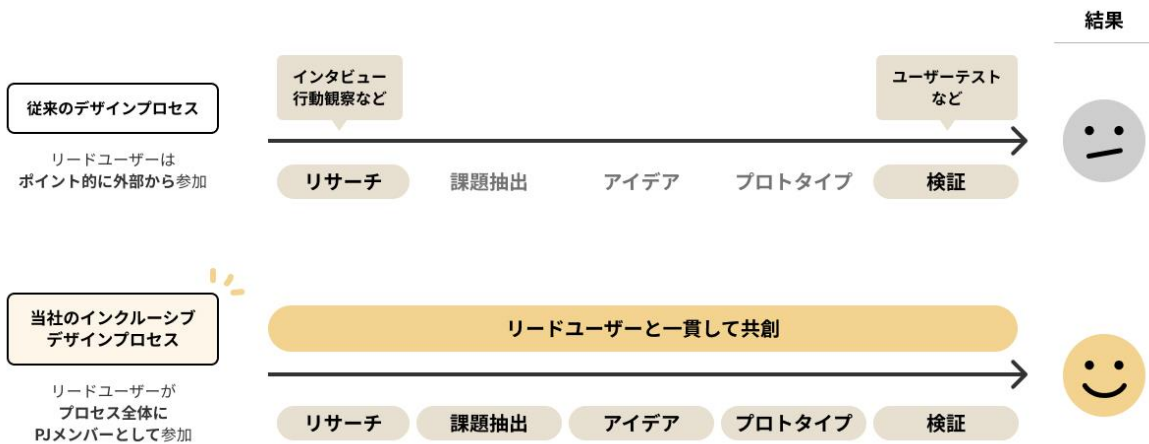 結果
従来のデザインプロセス
リードユーザーは
ポイント的に外部から参加
インタビュー
行動観察など
ユーザーテスト
など
リサーチ
課題抽出
アイデア
プロトタイプ
検証
当社のインクルーシブ
デザインプロセス
リードユーザーが
プロセス全体に
PJメンバーとして参加
リードユーザーと一貫して共創
リサーチ
課題抽出
アイデア
プロトタイプ
検証